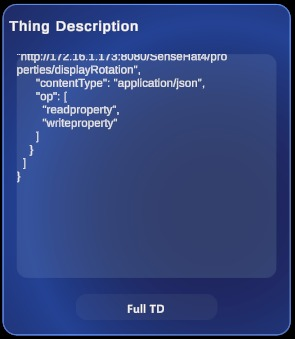 Thing Description
"http://172.16.1.173:8080/SenseHat4/pro
perties/displayRotation",
"contentType": "application/json",
"op": [
"readproperty",
"writeproperty"
]
}
]
}
Full TD